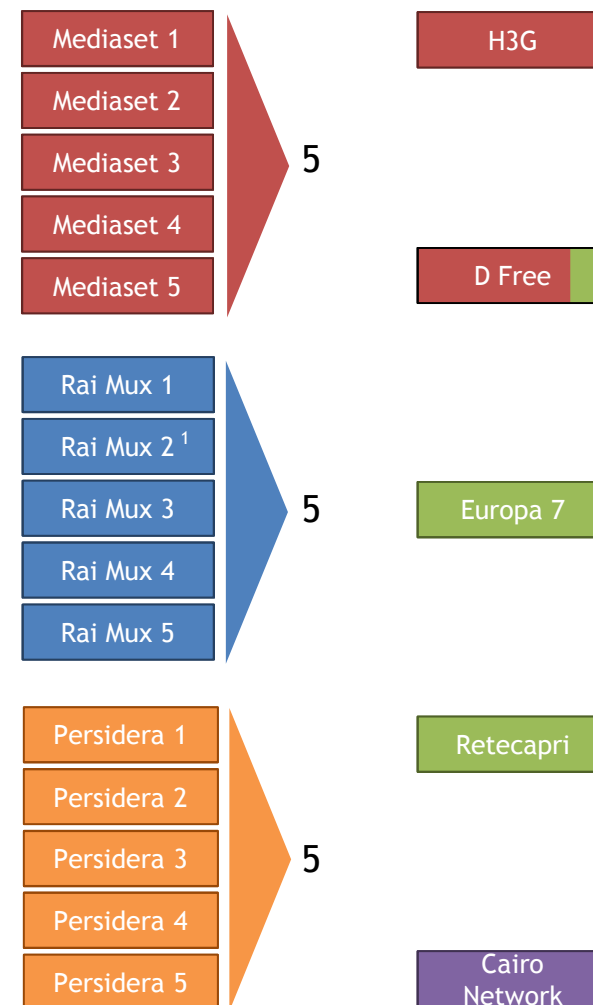 Mediaset 1
Mediaset 2
Mediaset 3
Mediaset 4
Mediaset 5
5
Rai Mux 1
Rai Mux 2 1
Rai Mux 3
Rai Mux 4
Rai Mux 5
5
Persidera 1
Persidera 2
Persidera 3
Persidera 4
Persidera 5
5
H3G
D Free
Europa 7
Retecapri
Cairo
Network